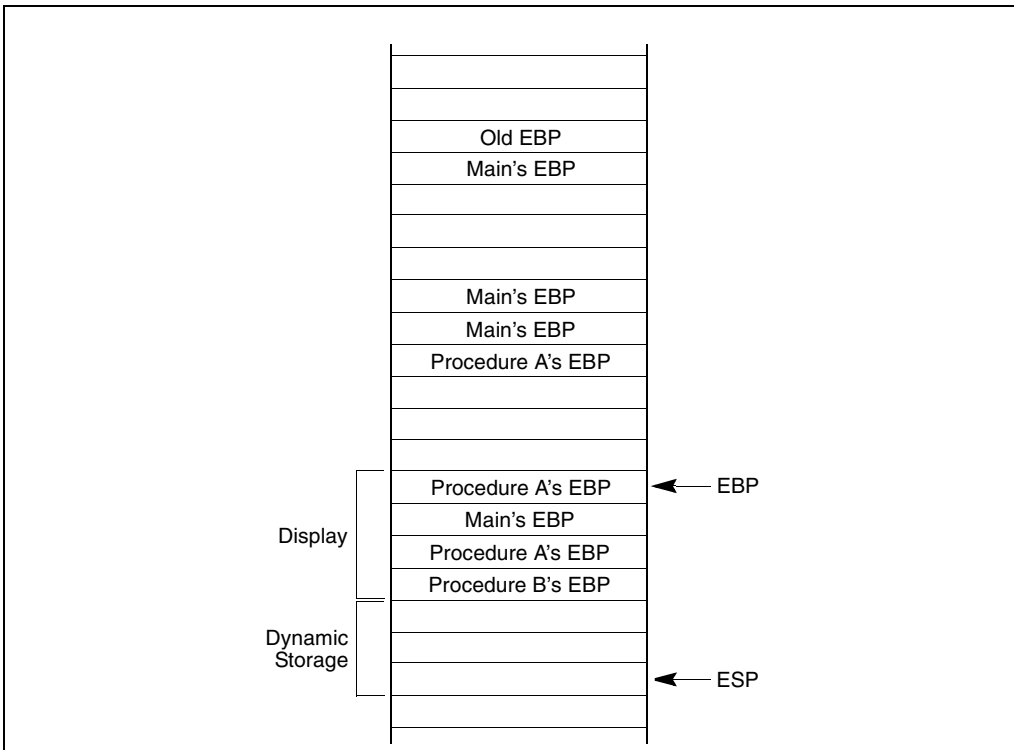 Old EBP
Main's EBP
Main's EBP
Main's EBP
Procedure A's EBP
Procedure A's EBP
EBP
Main's EBP
Display
Procedure A's EBP
Procedure B's EBP
Dynamic
Storage
ESP